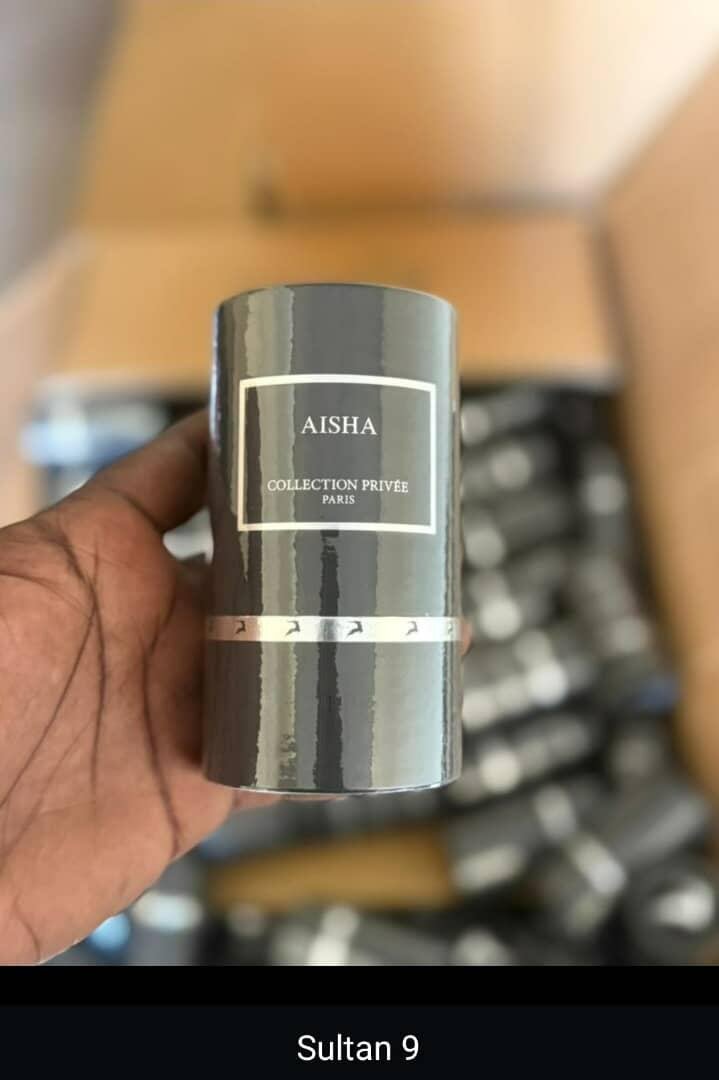 AISHA
COLLECTION PRIVÉE
PARIS
Sultan 9